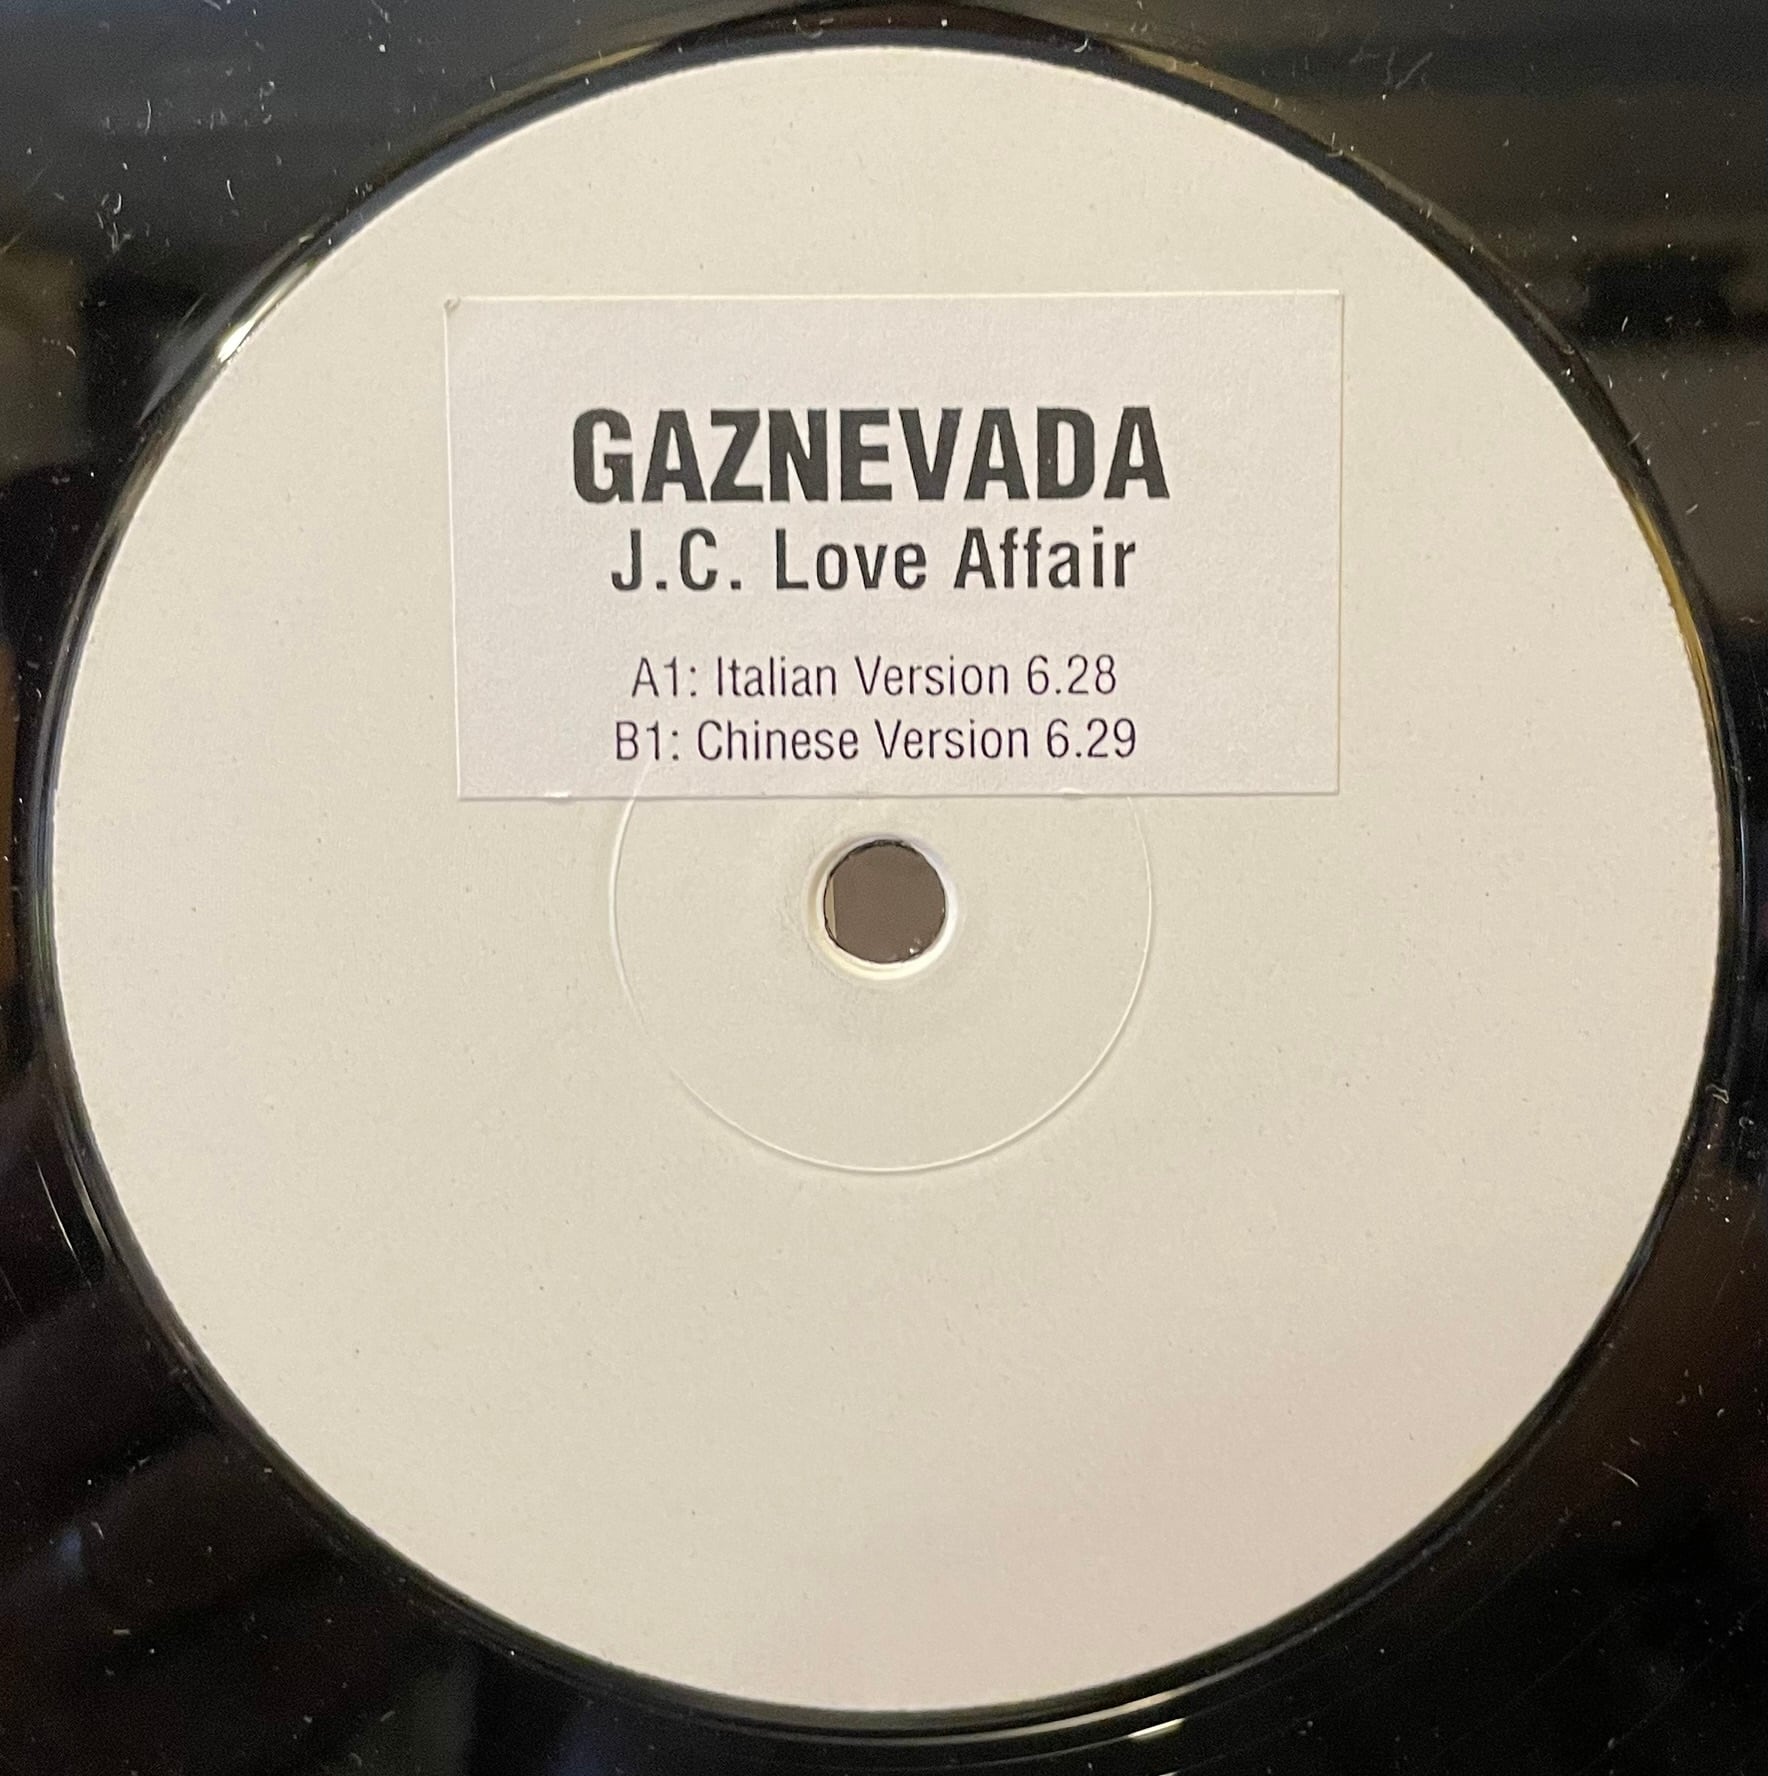 GAZNEVADA
J.C. Love Affair
A1: Italian Version 6.28
B1: Chinese Version 6.29